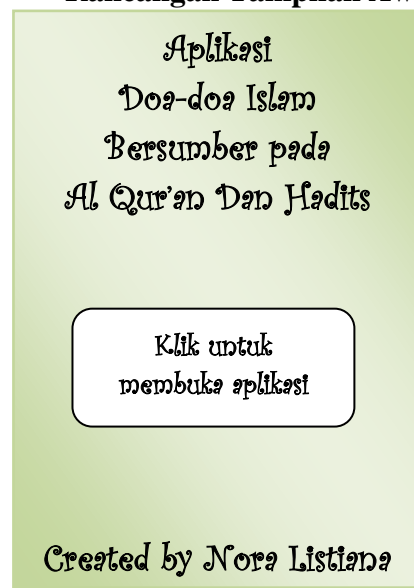 Aplikasi
Doa-doa Islam
Bersumber pada
Al Qur'an Dan Hadits
Klik untuk
membuka aplikasi
Created by Nora Listiana